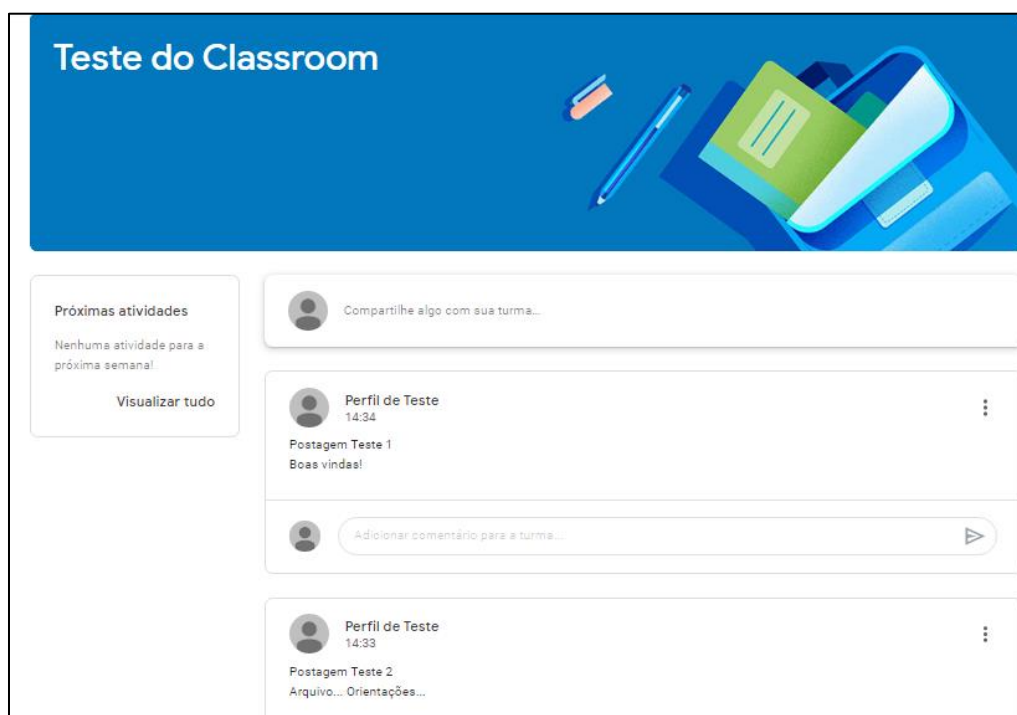 Teste do Classroom
Próximas atividades
Nenhuma atividade para a
próxima semana!
Visualizar tudo
Compartilhe algo com sua turma...
Perfil de Teste
14:34
Postagem Teste 1
Boas vindas!
Adicionar comentário para a turma...
Perfil de Teste
14:33
Postagem Teste 2
Arquivo... Orientações...